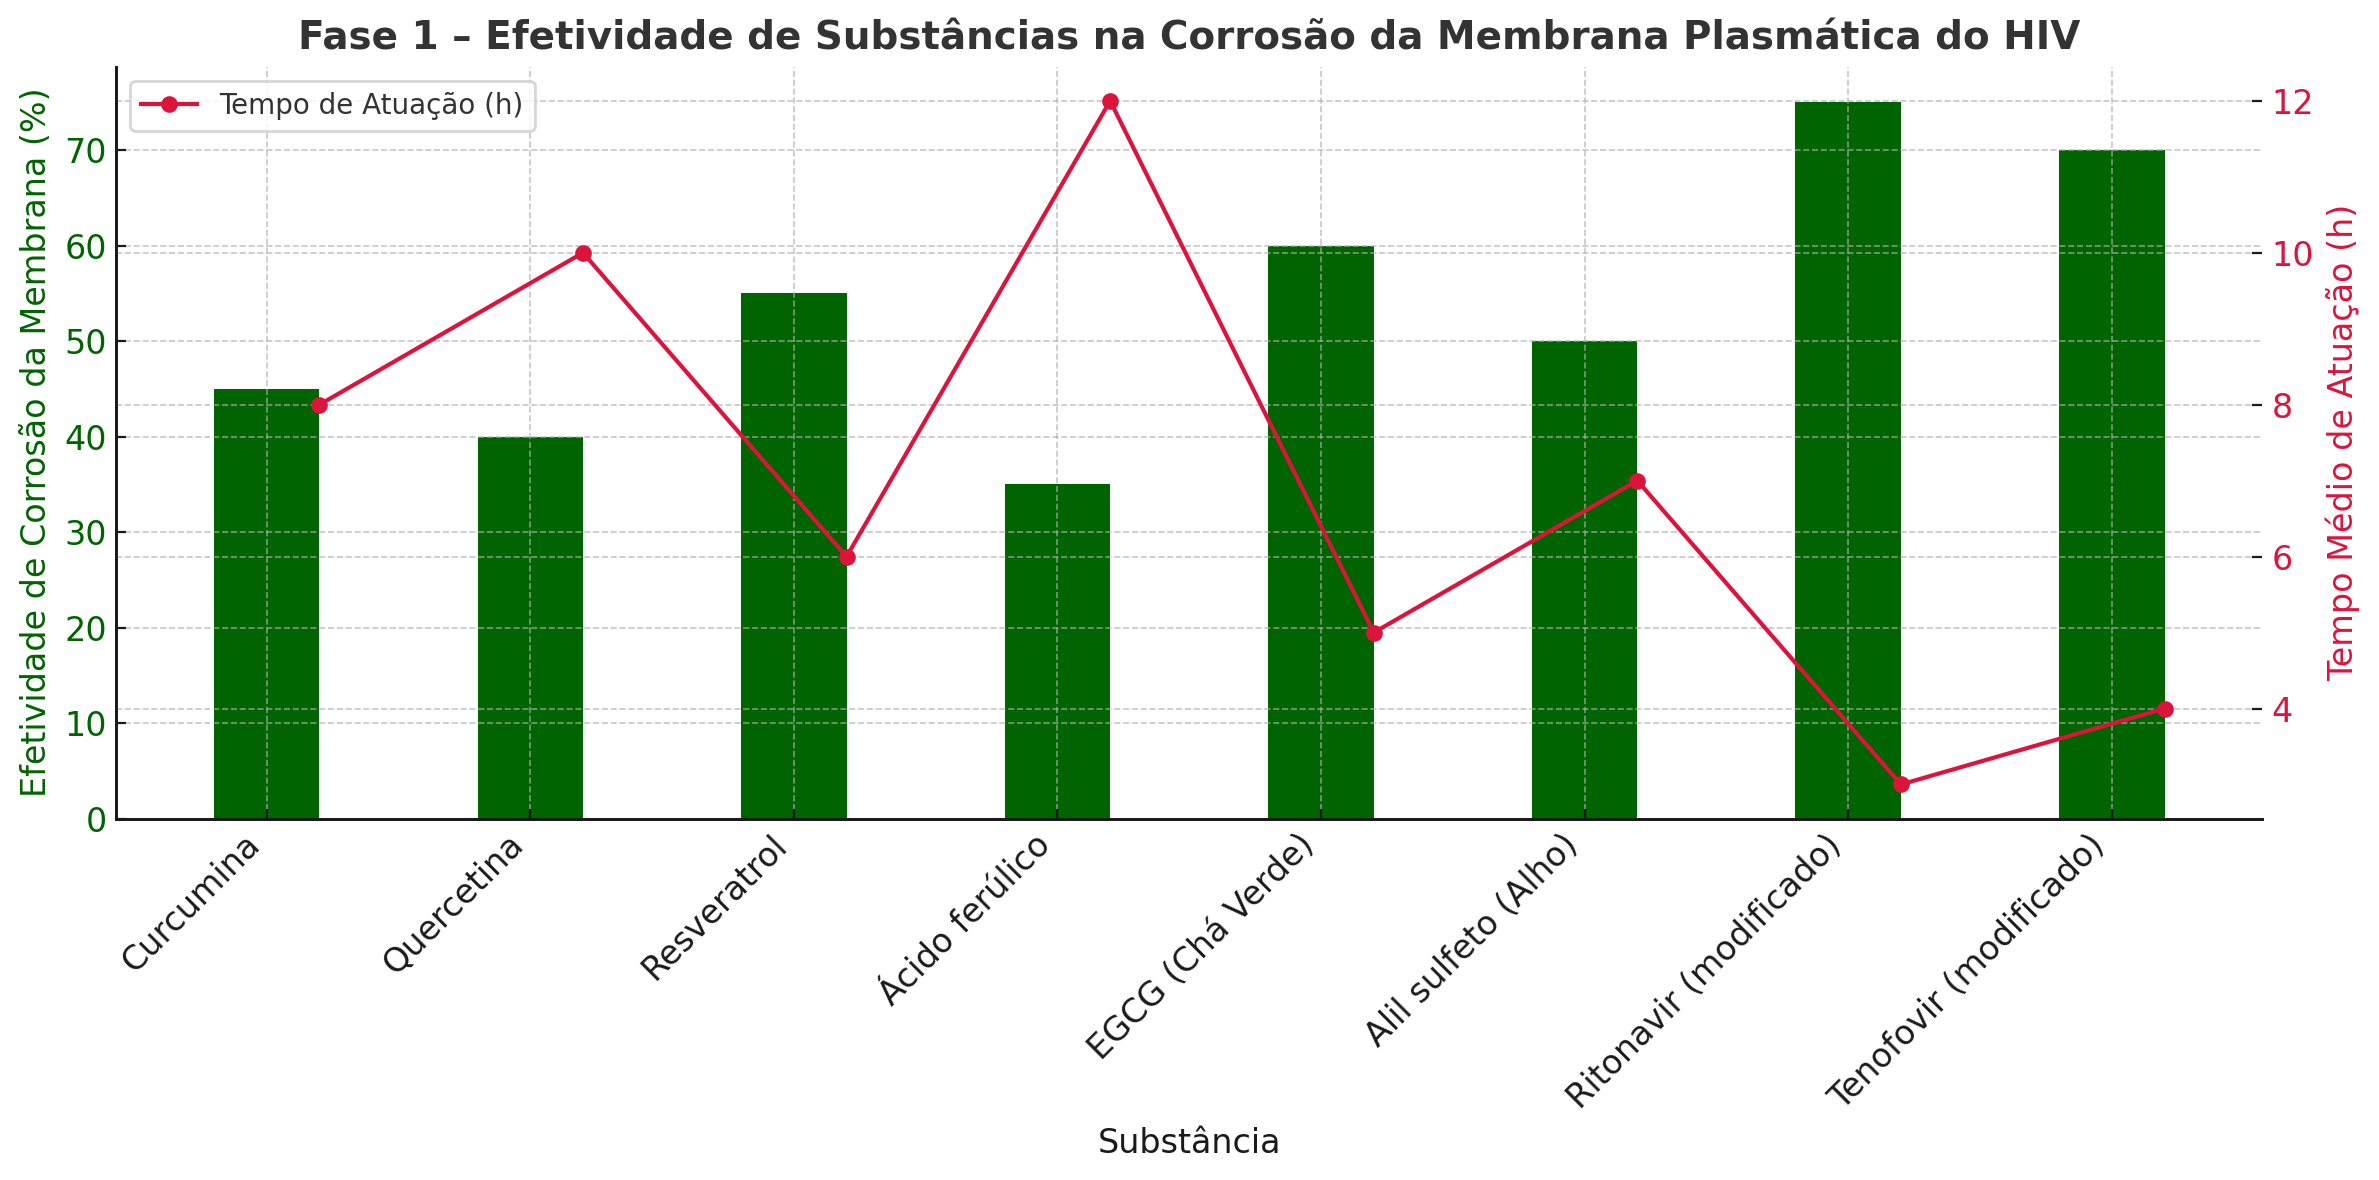 Fase 1 – Efetividade de Substâncias na Corrosão da Membrana Plasmática do HIV
Tempo de Atuação (h)
Efetividade de Corrosão da Membrana (%)
70
60
50
40
30
20
10
0
12
10
8
6
4
Tempo Médio de Atuação (h)
Curcumina
Quercetina
Resveratrol
Ácido ferúlico
EGCG (Chá Verde)
Alil sulfeto (Alho)
Ritonavir (modificado)
Tenofovir (modificado)
Substância